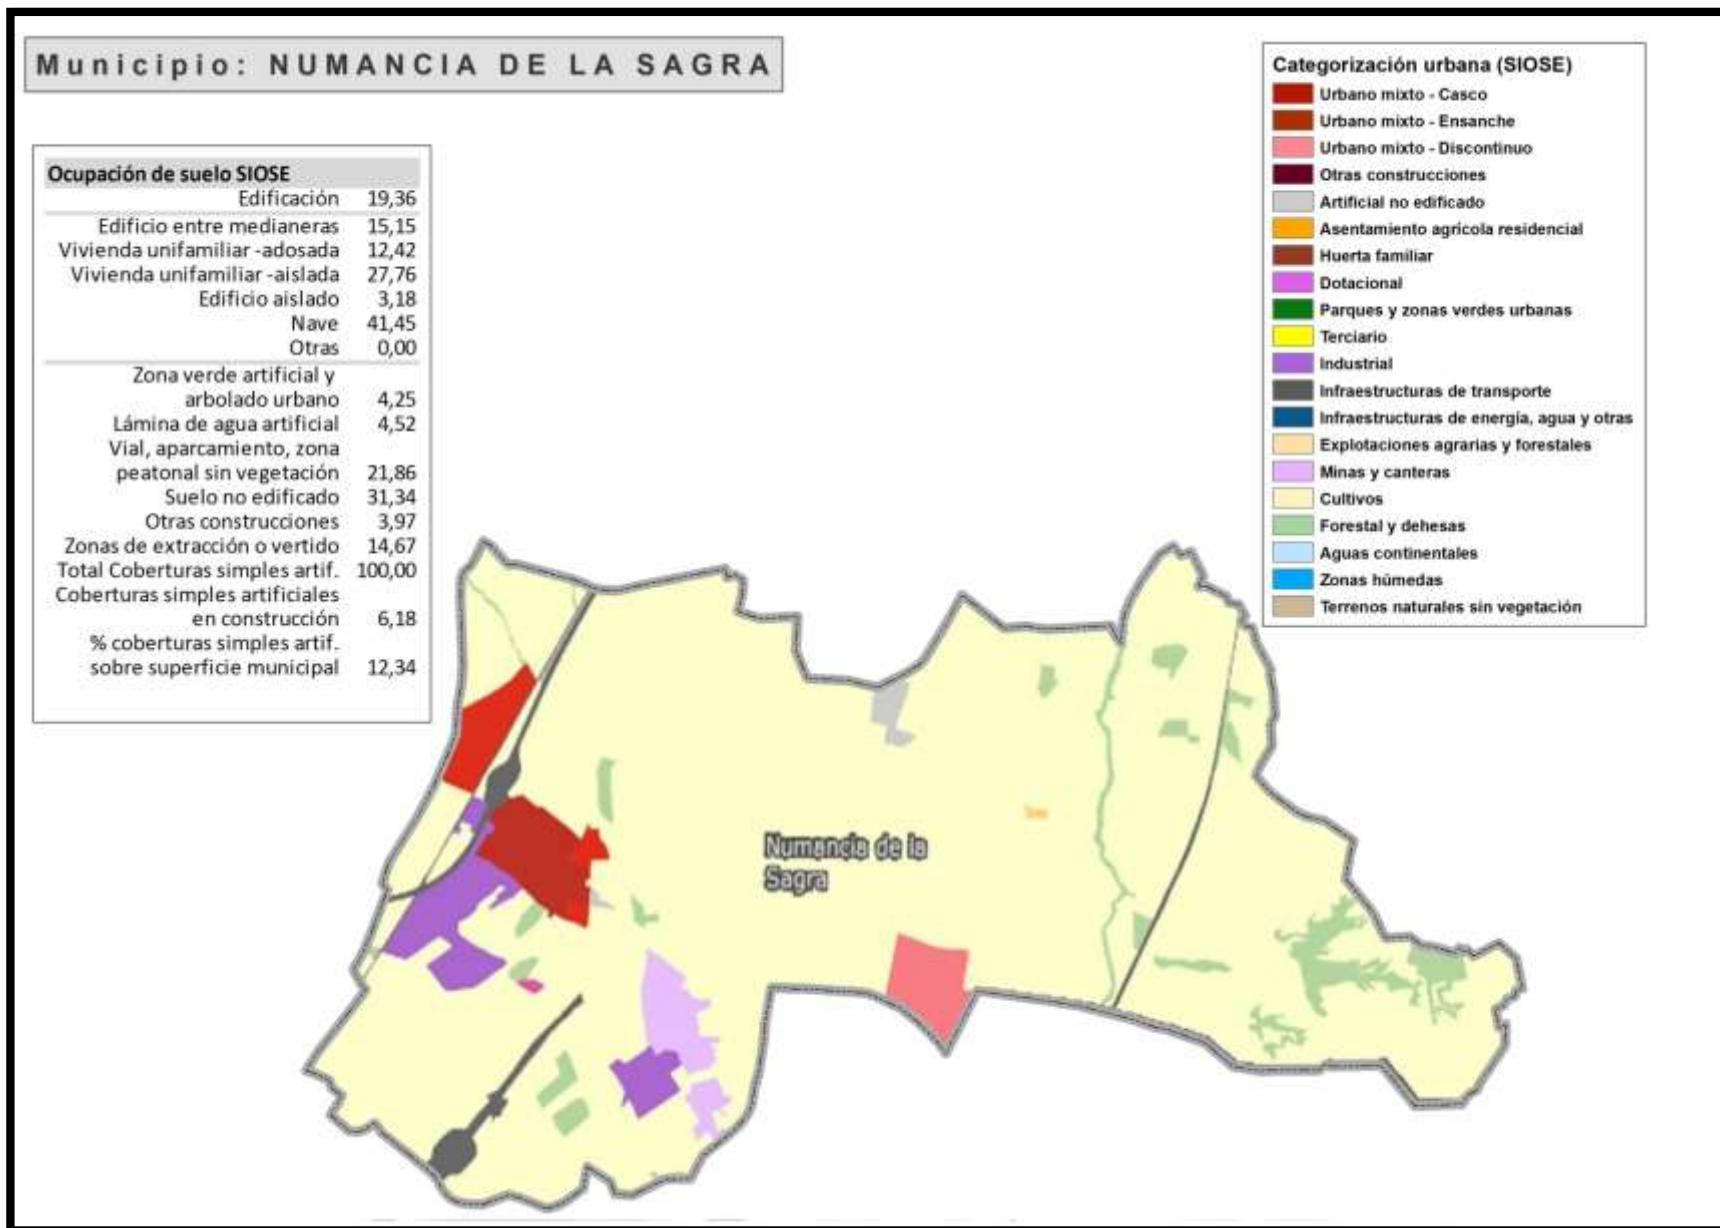 Municipio: NUMANCIA DE LA SAGRA
Ocupación de suelo SIOSE
Edificación 19,36
Edificio entre medianeras 15,15
Vivienda unifamiliar -adosada 12,42
Vivienda unifamiliar -aislada 27,76
Edificio aislado 3,18
Nave 41,45
Otras 0,00
Zona verde artificial y
arbolado urbano 4,25
Lámina de agua artificial 4,52
Vial, aparcamiento, zona
peatonal sin vegetación 21,86
Suelo no edificado 31,34
Otras construcciones 3,97
Zonas de extracción o vertido 14,67
Total Coberturas simples artif. 100,00
Coberturas simples artificiales
en construcción 6,18
% coberturas simples artif.
sobre superficie municipal 12,34
Categorización urbana (SIOSE)
Urbano mixto - Casco
Urbano mixto - Ensanche
Urbano mixto - Discontinuo
Otras construcciones
Artificial no edificado
Asentamiento agrícola residencial
Huerta familiar
Dotacional
Parques y zonas verdes urbanas
Terciario
Industrial
Infraestructuras de transporte
Infraestructuras de energía, agua y otras
Explotaciones agrarias y forestales
Minas y canteras
Cultivos
Forestal y dehesas
Aguas continentales
Zonas húmedas
Terrenos naturales sin vegetación
Numancia de la
Sagra